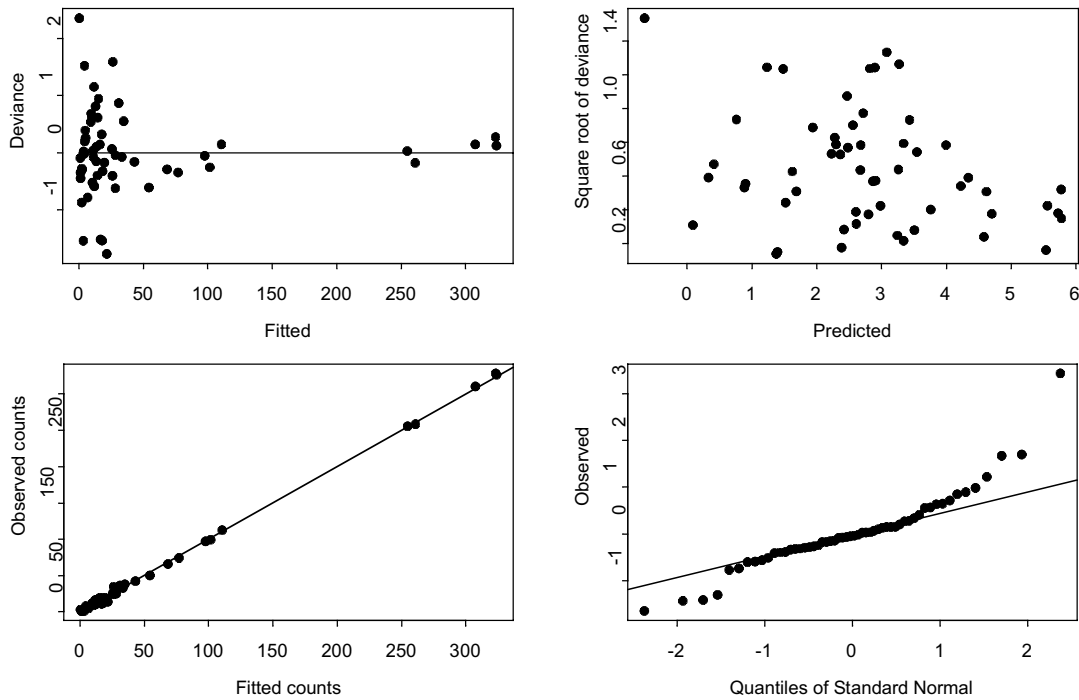 2
1
0
-1
Deviance
0 50 100 150 200 250 300
Fitted
1.4
1.0
0.6
0.2
Square root of deviance
0 1 2 3 4 5 6
Predicted
250
150
50
0
Observed counts
0 50 100 150 200 250 300
Fitted counts
3
2
1
0
-1
Observed
-2 -1 0 1 2
Quantiles of Standard Normal